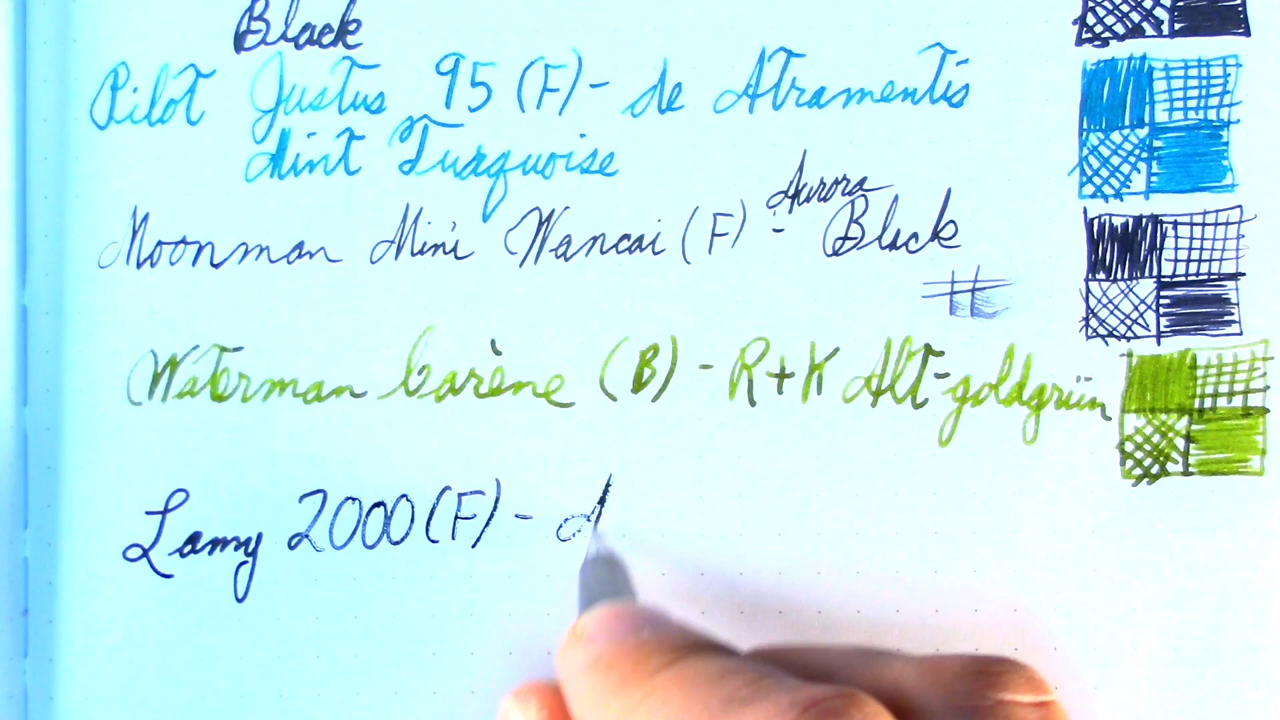 Black
Pilot Justus 95 (F) - de Atramentis
Mint Turquoise
Aurora
Moonman Mini Wancai (F) - Black
Waterman Carène (B) - R+K Alt-goldgrün
Lamy 2000 (F) -